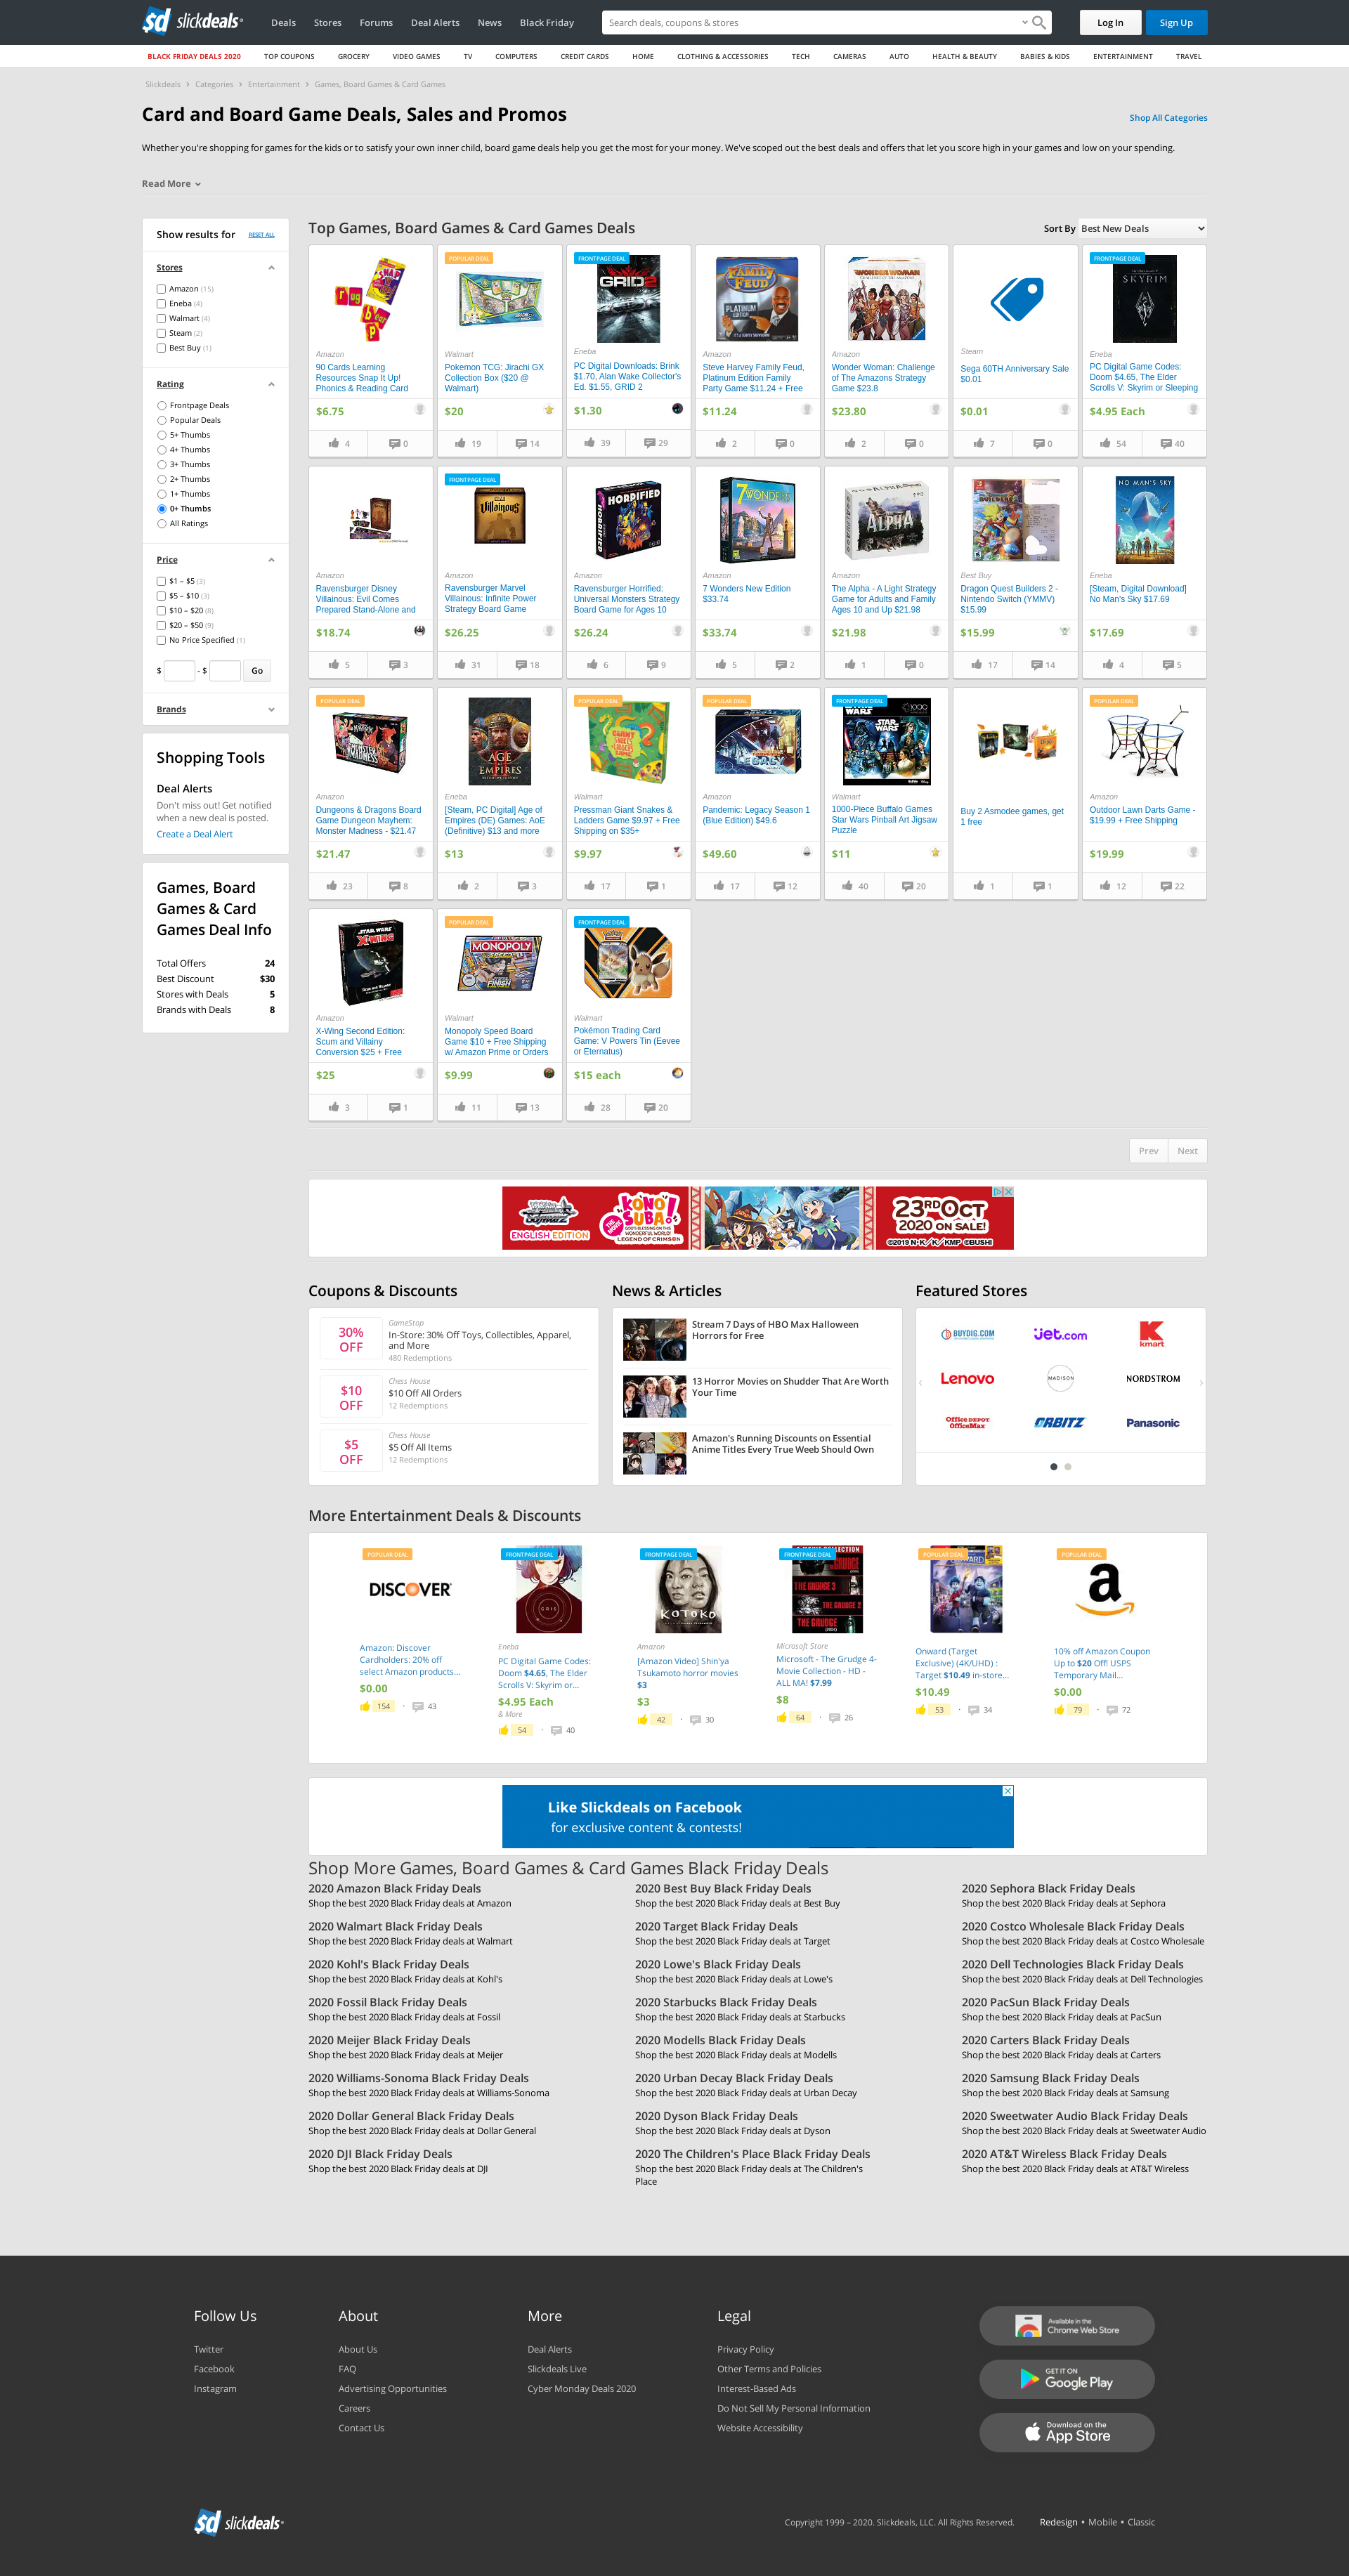 slickdeals
Deals
Stores
Forums
Deal Alerts
News
Black Friday
Search deals, coupons & stores
Log In
Sign Up
BLACK FRIDAY DEALS 2020
TOP COUPONS
GROCERY
VIDEO GAMES
TV
COMPUTERS
CREDIT CARDS
HOME
CLOTHING & ACCESSORIES
TECH
CAMERAS
AUTO
HEALTH & BEAUTY
BABIES & KIDS
ENTERTAINMENT
TRAVEL
Slickdeals › Categories › Entertainment › Games, Board Games & Card Games
Card and Board Game Deals, Sales and Promos
Shop All Categories
Whether you're shopping for games for the kids or to satisfy your own inner child, board game deals help you get the most for your money. We've scoped out the best deals and offers that let you score high in your games and low on your spending.
Read More
Show results for
RESET ALL
Stores
Amazon (15)
Eneba (4)
Walmart (4)
Steam (2)
Best Buy (1)
Rating
Frontpage Deals
Popular Deals
5+ Thumbs
4+ Thumbs
3+ Thumbs
2+ Thumbs
1+ Thumbs
0+ Thumbs
All Ratings
Price
$1 – $5 (3)
$5 – $10 (3)
$10 – $20 (8)
$20 – $50 (9)
No Price Specified (1)
$ - $ Go
Brands
Shopping Tools
Deal Alerts
Don't miss out! Get notified
when a new deal is posted.
Create a Deal Alert
Games, Board
Games & Card
Games Deal Info
Total Offers 24
Best Discount $30
Stores with Deals 5
Brands with Deals 8
Top Games, Board Games & Card Games Deals
Sort By Best New Deals
Amazon
90 Cards Learning
Resources Snap It Up!
Phonics & Reading Card
$6.75
4 0
POPULAR DEAL
Walmart
Pokemon TCG: Jirachi GX
Collection Box ($20 @
Walmart)
$20
19 14
FRONTPAGE DEAL
GRID 2
Eneba
PC Digital Downloads: Brink
$1.70, Alan Wake Collector's
Ed. $1.55, GRID 2
$1.30
39 29
FAMILY FEUD
PLATINUM EDITION
Amazon
Steve Harvey Family Feud,
Platinum Edition Family
Party Game $11.24 + Free
$11.24
2 0
WONDER WOMAN
Amazon
Wonder Woman: Challenge
of The Amazons Strategy
Game $23.8
$23.80
2 0
Steam
Sega 60TH Anniversary Sale
$0.01
$0.01
7 0
FRONTPAGE DEAL
SKYRIM
Eneba
PC Digital Game Codes:
Doom $4.65, The Elder
Scrolls V: Skyrim or Sleeping
$4.95 Each
54 40
Amazon
Ravensburger Disney
Villainous: Evil Comes
Prepared Stand-Alone and
$18.74
5 3
FRONTPAGE DEAL
Villainous
Amazon
Ravensburger Marvel
Villainous: Infinite Power
Strategy Board Game
$26.25
31 18
HORRIFIED
HORRIFIED
Amazon
Ravensburger Horrified:
Universal Monsters Strategy
Board Game for Ages 10
$26.24
6 9
7 WONDERS
Amazon
7 Wonders New Edition
$33.74
$33.74
5 2
ALPHA
Amazon
The Alpha - A Light Strategy
Game for Adults and Family
Ages 10 and Up $21.98
$21.98
1 0
BUILDERS
Best Buy
Dragon Quest Builders 2 -
Nintendo Switch (YMMV)
$15.99
$15.99
17 14
NO MAN'S SKY
Eneba
[Steam, Digital Download]
No Man's Sky $17.69
$17.69
4 5
POPULAR DEAL
MONSTER MADNESS
Amazon
Dungeons & Dragons Board
Game Dungeon Mayhem:
Monster Madness - $21.47
$21.47
23 8
AGE
EMPIRES
Eneba
[Steam, PC Digital] Age of
Empires (DE) Games: AoE
(Definitive) $13 and more
$13
2 3
POPULAR DEAL
GIANT
Walmart
Pressman Giant Snakes &
Ladders Game $9.97 + Free
Shipping on $35+
$9.97
17 1
POPULAR DEAL
LEGACY
Amazon
Pandemic: Legacy Season 1
(Blue Edition) $49.6
$49.60
17 12
FRONTPAGE DEAL
WARS
1000
STAR WARS
Walmart
1000-Piece Buffalo Games
Star Wars Pinball Art Jigsaw
Puzzle
$11
40 20
Buy 2 Asmodee games, get
1 free
1 1
POPULAR DEAL
Amazon
Outdoor Lawn Darts Game -
$19.99 + Free Shipping
$19.99
12 22
STAR WARS
X-WING
Amazon
X-Wing Second Edition:
Scum and Villainy
Conversion $25 + Free
$25
3 1
POPULAR DEAL
MONOPOLY
SPEED
Walmart
Monopoly Speed Board
Game $10 + Free Shipping
w/ Amazon Prime or Orders
$9.99
11 13
FRONTPAGE DEAL
Walmart
Pokémon Trading Card
Game: V Powers Tin (Eevee
or Eternatus)
$15 each
28 20
Prev Next
Weiß Schwarz
ENGLISH EDITION
THE MOVIE
KONOSUBA!
GOD'S BLESSING ON THIS
WONDERFUL WORLD!
LEGEND OF CRIMSON
23RD OCT
2020 ON SALE!
©2019 N・K／KMP ©BUSHI
Coupons & Discounts
30%
OFF
GameStop
In-Store: 30% Off Toys, Collectibles, Apparel,
and More
480 Redemptions
$10
OFF
Chess House
$10 Off All Orders
12 Redemptions
$5
OFF
Chess House
$5 Off All Items
12 Redemptions
News & Articles
Stream 7 Days of HBO Max Halloween
Horrors for Free
13 Horror Movies on Shudder That Are Worth
Your Time
Amazon's Running Discounts on Essential
Anime Titles Every True Weeb Should Own
Featured Stores
BUYDIG.COM
jet.com
kmart
Lenovo
MADISON
NORDSTROM
Office DEPOT
OfficeMax
ORBITZ
Panasonic
More Entertainment Deals & Discounts
POPULAR DEAL
DISCOVER
Amazon: Discover
Cardholders: 20% off
select Amazon products...
$0.00
154 · 43
FRONTPAGE DEAL
GRIS
Eneba
PC Digital Game Codes:
Doom $4.65, The Elder
Scrolls V: Skyrim or...
$4.95 Each
& More
54 · 40
FRONTPAGE DEAL
KOTOKO
Amazon
[Amazon Video] Shin'ya
Tsukamoto horror movies
$3
$3
42 · 30
FRONTPAGE DEAL
THE GRUDGE 3
THE GRUDGE 2
THE GRUDGE
Microsoft Store
Microsoft - The Grudge 4-
Movie Collection - HD -
ALL MA! $7.99
$8
64 · 26
POPULAR DEAL
Onward (Target
Exclusive) (4K/UHD) :
Target $10.49 in-store...
$10.49
53 · 34
POPULAR DEAL
10% off Amazon Coupon
Up to $20 Off! USPS
Temporary Mail...
$0.00
79 · 72
Like Slickdeals on Facebook
for exclusive content & contests!
Shop More Games, Board Games & Card Games Black Friday Deals
2020 Amazon Black Friday Deals
Shop the best 2020 Black Friday deals at Amazon
2020 Best Buy Black Friday Deals
Shop the best 2020 Black Friday deals at Best Buy
2020 Sephora Black Friday Deals
Shop the best 2020 Black Friday deals at Sephora
2020 Walmart Black Friday Deals
Shop the best 2020 Black Friday deals at Walmart
2020 Target Black Friday Deals
Shop the best 2020 Black Friday deals at Target
2020 Costco Wholesale Black Friday Deals
Shop the best 2020 Black Friday deals at Costco Wholesale
2020 Kohl's Black Friday Deals
Shop the best 2020 Black Friday deals at Kohl's
2020 Lowe's Black Friday Deals
Shop the best 2020 Black Friday deals at Lowe's
2020 Dell Technologies Black Friday Deals
Shop the best 2020 Black Friday deals at Dell Technologies
2020 Fossil Black Friday Deals
Shop the best 2020 Black Friday deals at Fossil
2020 Starbucks Black Friday Deals
Shop the best 2020 Black Friday deals at Starbucks
2020 PacSun Black Friday Deals
Shop the best 2020 Black Friday deals at PacSun
2020 Meijer Black Friday Deals
Shop the best 2020 Black Friday deals at Meijer
2020 Modells Black Friday Deals
Shop the best 2020 Black Friday deals at Modells
2020 Carters Black Friday Deals
Shop the best 2020 Black Friday deals at Carters
2020 Williams-Sonoma Black Friday Deals
Shop the best 2020 Black Friday deals at Williams-Sonoma
2020 Urban Decay Black Friday Deals
Shop the best 2020 Black Friday deals at Urban Decay
2020 Samsung Black Friday Deals
Shop the best 2020 Black Friday deals at Samsung
2020 Dollar General Black Friday Deals
Shop the best 2020 Black Friday deals at Dollar General
2020 Dyson Black Friday Deals
Shop the best 2020 Black Friday deals at Dyson
2020 Sweetwater Audio Black Friday Deals
Shop the best 2020 Black Friday deals at Sweetwater Audio
2020 DJI Black Friday Deals
Shop the best 2020 Black Friday deals at DJI
2020 The Children's Place Black Friday Deals
Shop the best 2020 Black Friday deals at The Children's
Place
2020 AT&T Wireless Black Friday Deals
Shop the best 2020 Black Friday deals at AT&T Wireless
Follow Us
Twitter
Facebook
Instagram
About
About Us
FAQ
Advertising Opportunities
Careers
Contact Us
More
Deal Alerts
Slickdeals Live
Cyber Monday Deals 2020
Legal
Privacy Policy
Other Terms and Policies
Interest-Based Ads
Do Not Sell My Personal Information
Website Accessibility
Available in the
Chrome Web Store
GET IT ON
Google Play
Download on the
App Store
slickdeals
Copyright 1999 – 2020. Slickdeals, LLC. All Rights Reserved.
Redesign • Mobile • Classic